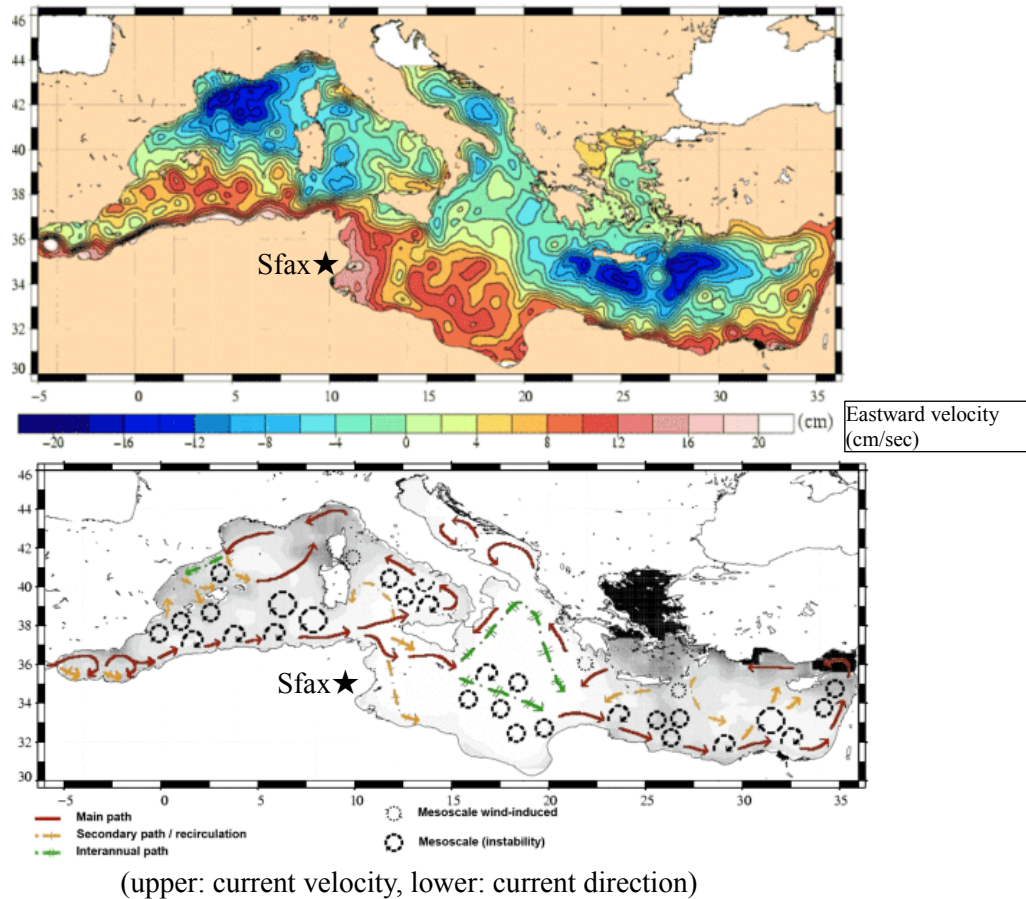 46
44
42
40
38
36
34
32
30
Sfax★
−5 0 5 10 15 20 25 30 35
−20 −16 −12 −8 −4 0 4 8 12 16 20 (cm)
Eastward velocity
(cm/sec)
46
44
42
40
38
36
34
32
30
Sfax★
−5 0 5 10 15 20 25 30 35
Main path
Secondary path / recirculation
Interannual path
Mesoscale wind-induced
Mesoscale (instability)
(upper: current velocity, lower: current direction)